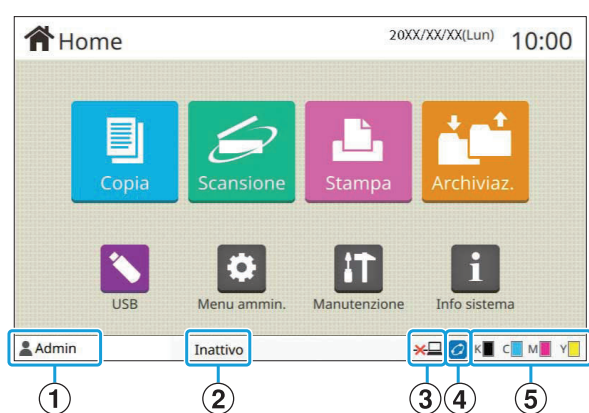 Home 20XX/XX/XX(Lun) 10:00
Copia Scansione Stampa Archiviaz.
USB Menu ammin. Manutenzione Info sistema
Admin Inattivo K C M Y
1 2 3 4 5